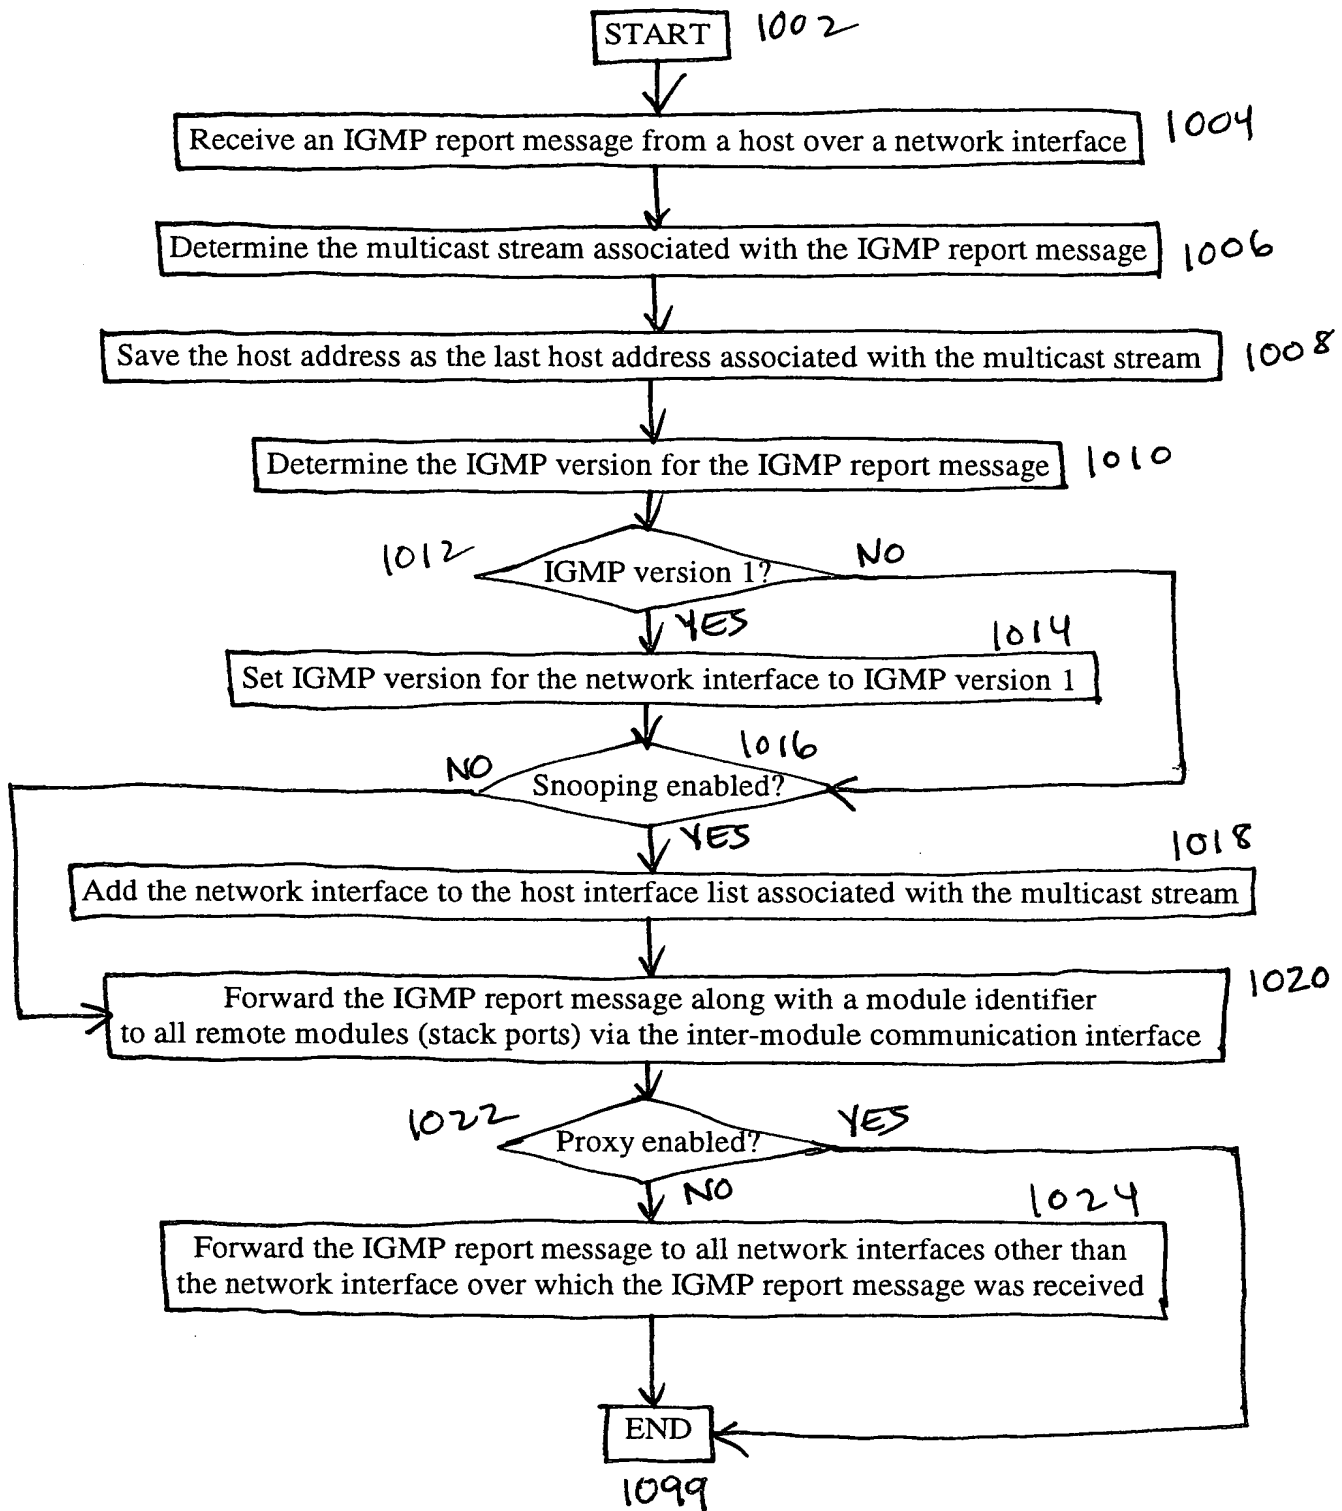 START 1002
Receive an IGMP report message from a host over a network interface 1004
Determine the multicast stream associated with the IGMP report message 1006
Save the host address as the last host address associated with the multicast stream 1008
Determine the IGMP version for the IGMP report message 1010
1012 IGMP version 1? NO
YES
1014
Set IGMP version for the network interface to IGMP version 1
1016
NO Snooping enabled?
YES
1018
Add the network interface to the host interface list associated with the multicast stream
Forward the IGMP report message along with a module identifier 1020
to all remote modules (stack ports) via the inter-module communication interface
1022 Proxy enabled? YES
NO
1024
Forward the IGMP report message to all network interfaces other than
the network interface over which the IGMP report message was received
END
1099